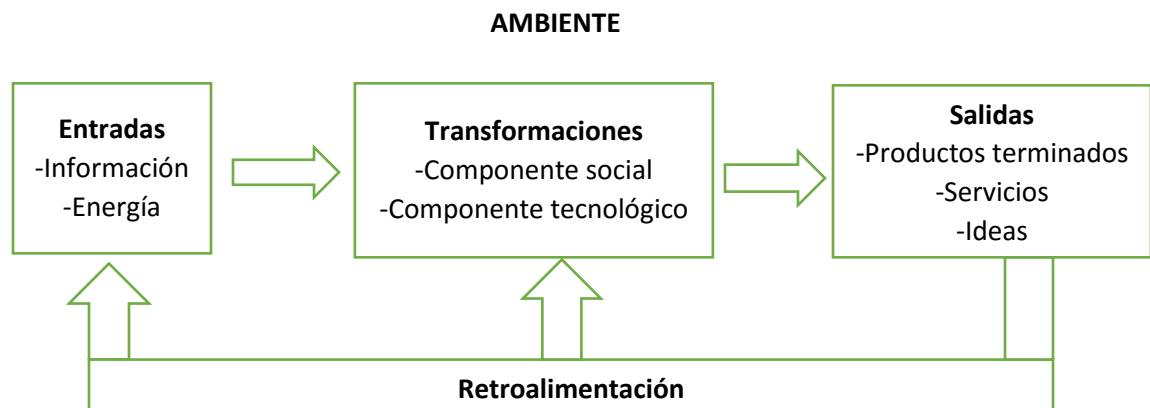 AMBIENTE
Entradas
-Información
-Energía
Transformaciones
-Componente social
-Componente tecnológico
Salidas
-Productos terminados
-Servicios
-Ideas
Retroalimentación